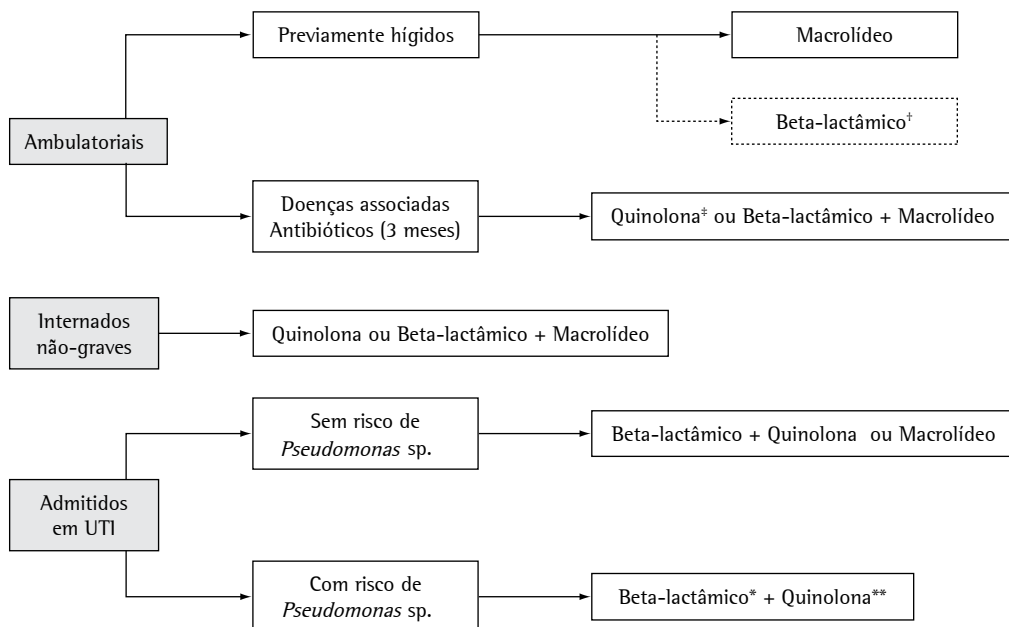 Previamente hígidos
Macrolídeo
Ambulatoriais
Beta-lactâmico†
Doenças associadas
Antibióticos (3 meses)
Quinolona‡ ou Beta-lactâmico + Macrolídeo
Internados
não-graves
Quinolona ou Beta-lactâmico + Macrolídeo
Sem risco de
Pseudomonas sp.
Beta-lactâmico + Quinolona ou Macrolídeo
Admitidos
em UTI
Com risco de
Pseudomonas sp.
Beta-lactâmico* + Quinolona**